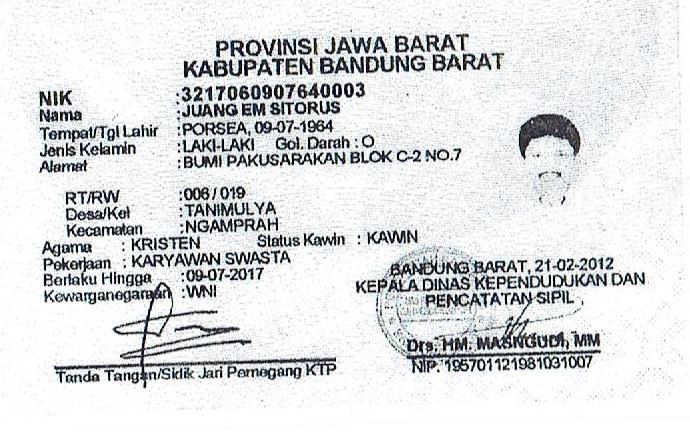 PROVINSI JAWA BARAT
KABUPATEN BANDUNG BARAT
NIK :3217060907640003
Nama :JUANG EM SITORUS
Tempat/Tgl Lahir :PORSEA, 09-07-1964
Jenis Kelamin :LAKI-LAKI Gol. Darah : O
Alamat :BUMI PAKUSARAKAN BLOK C-2 NO.7
RT/RW :006 / 019
Desa/Kel :TANIMULYA
Kecamatan :NGAMPRAH
Agama : KRISTEN Status Kawin : KAWIN
Pekerjaan : KARYAWAN SWASTA
Berlaku Hingga :09-07-2017
Kewarganegaraan :WNI
BANDUNG BARAT, 21-02-2012
KEPALA DINAS KEPENDUDUKAN DAN
PENCATATAN SIPIL
Drs. HM. MASNGUDI, MM
NIP. 195701121981031007
Tanda Tangan/Sidik Jari Pemegang KTP